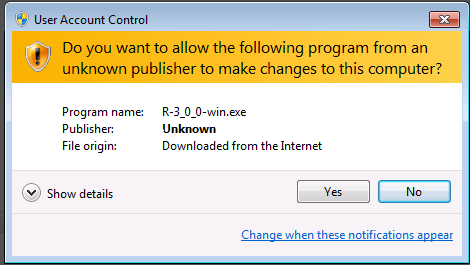 User Account Control
Do you want to allow the following program from an
unknown publisher to make changes to this computer?
Program name: R-3_0_0-win.exe
Publisher: Unknown
File origin: Downloaded from the Internet
Show details
Yes
No
Change when these notifications appear